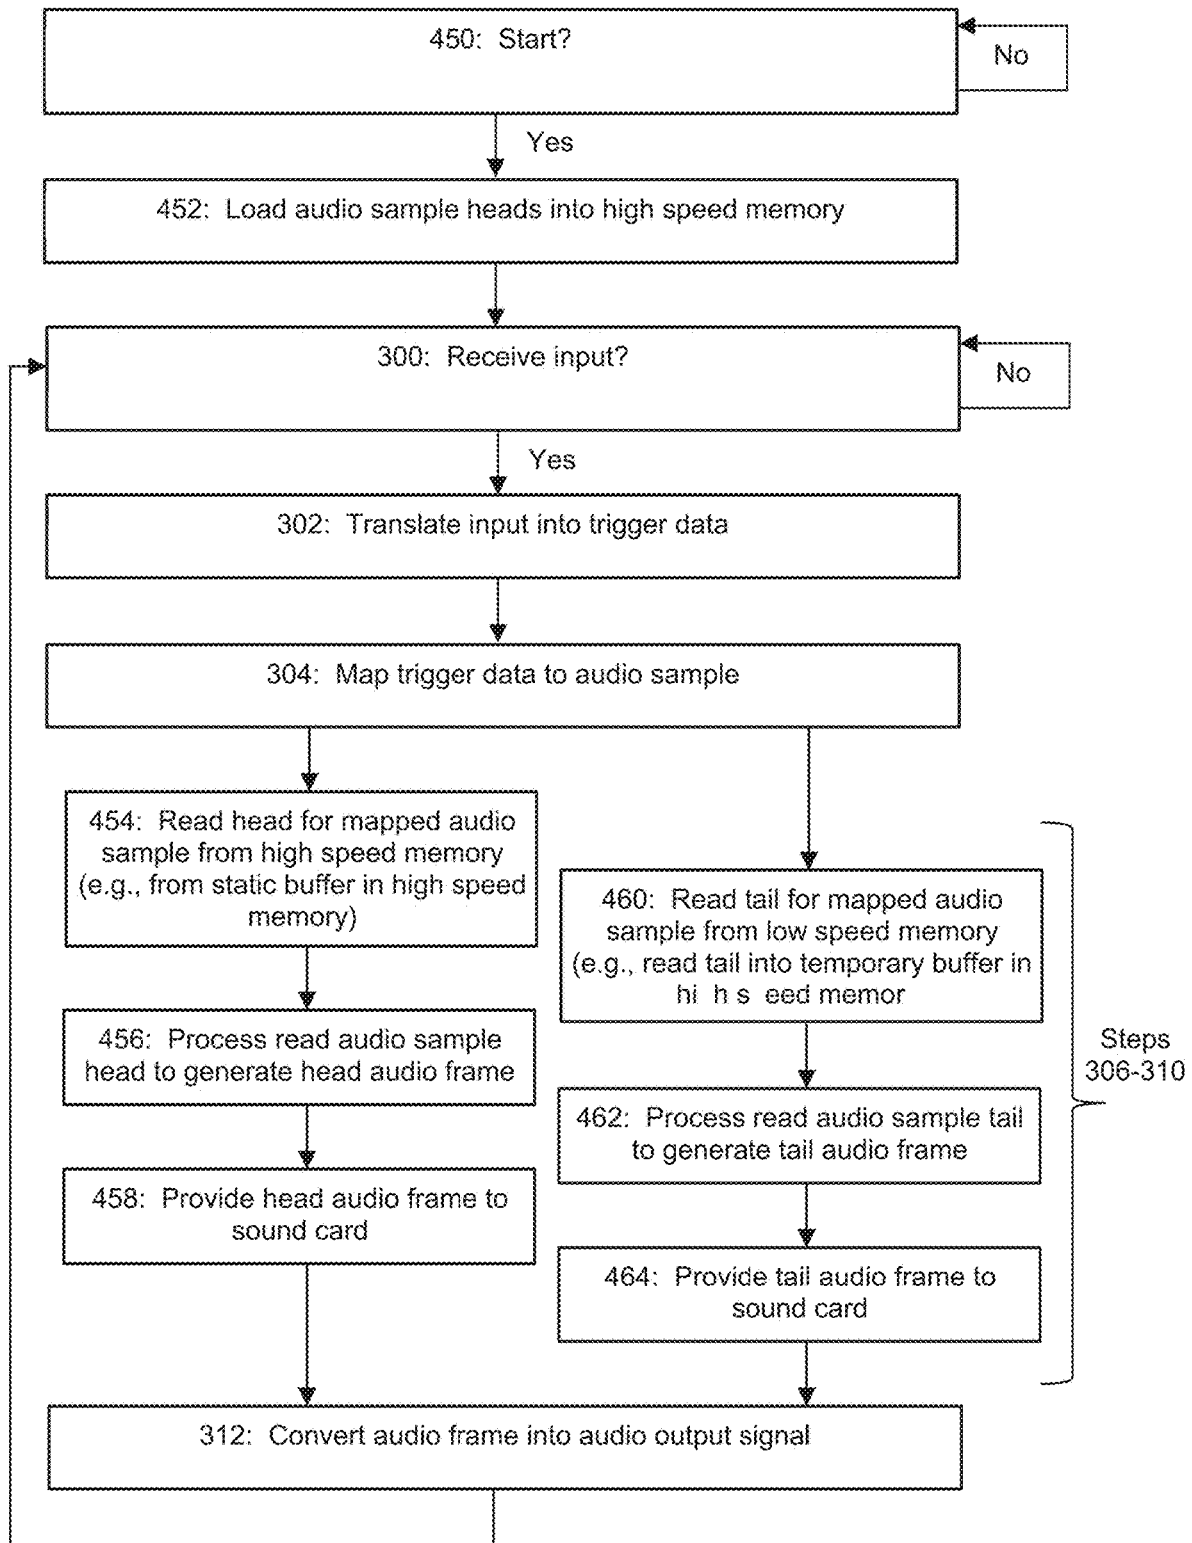 450: Start?
No
Yes
452: Load audio sample heads into high speed memory
300: Receive input?
No
Yes
302: Translate input into trigger data
304: Map trigger data to audio sample
454: Read head for mapped audio
sample from high speed memory
(e.g., from static buffer in high speed
memory)
460: Read tail for mapped audio
sample from low speed memory
(e.g., read tail into temporary buffer in
hi h s eed memor
456: Process read audio sample
head to generate head audio frame
Steps
306-310
462: Process read audio sample tail
to generate tail audio frame
458: Provide head audio frame to
sound card
464: Provide tail audio frame to
sound card
312: Convert audio frame into audio output signal